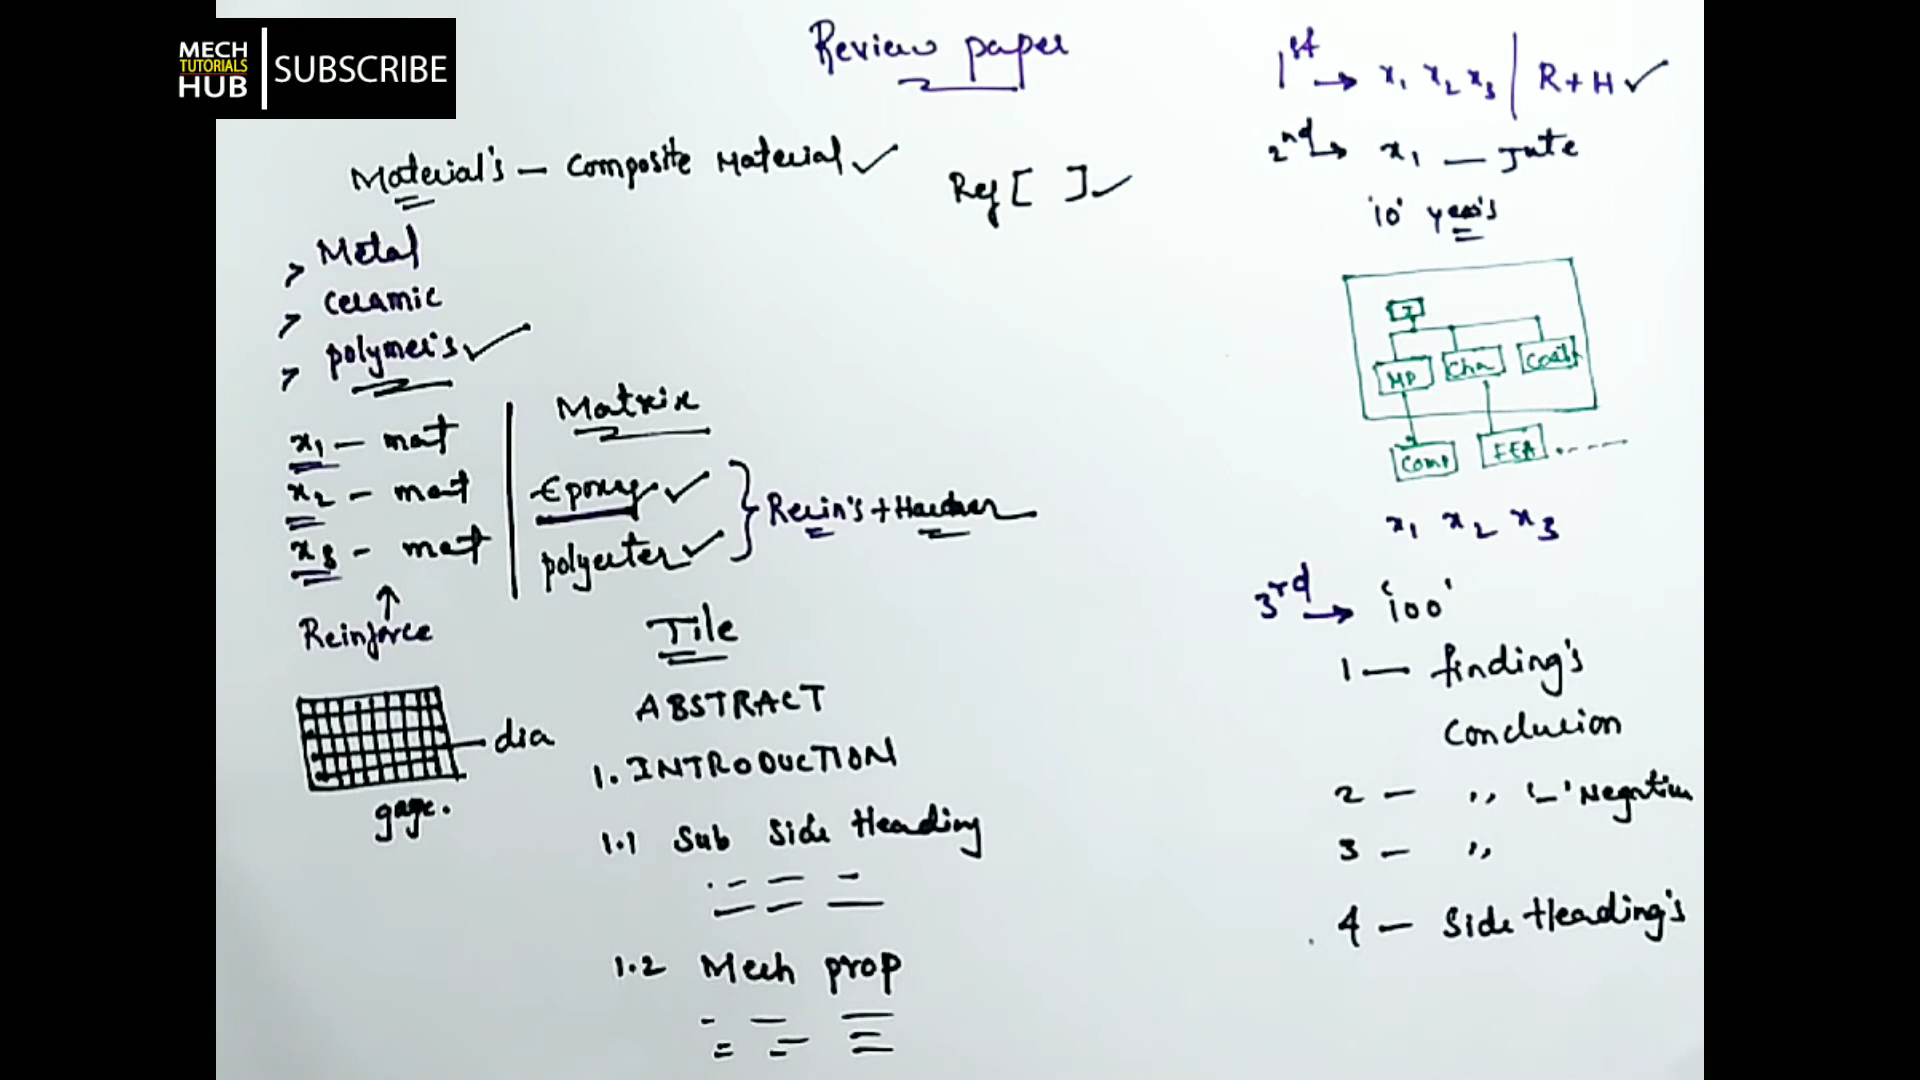 MECH
TUTORIALS
HUB
SUBSCRIBE
Review paper
Material's - Composite Material ✓
Ref [ ] ✓
> Metal
> Ceramic
> polymer's ✓
x1 - mat
x2 - mat
x3 - mat
↑
Reinforce
Matrix
Epoxy ✓
polyester ✓
} Resin's + Hardner
dia
gage.
Tile
ABSTRACT
1. INTRODUCTION
1.1 Sub Side Heading
1.2 Mech prop
1st → x1 x2 x3 | R + H ✓
2nd → x1 - Jute
'10' year's
J
MP Cha Cost
Comp FEA
x1 x2 x3
3rd → '100'
1 - finding's
Conclusion
2 - ,, '-' Negative
3 - ,,
4 - Side Heading's